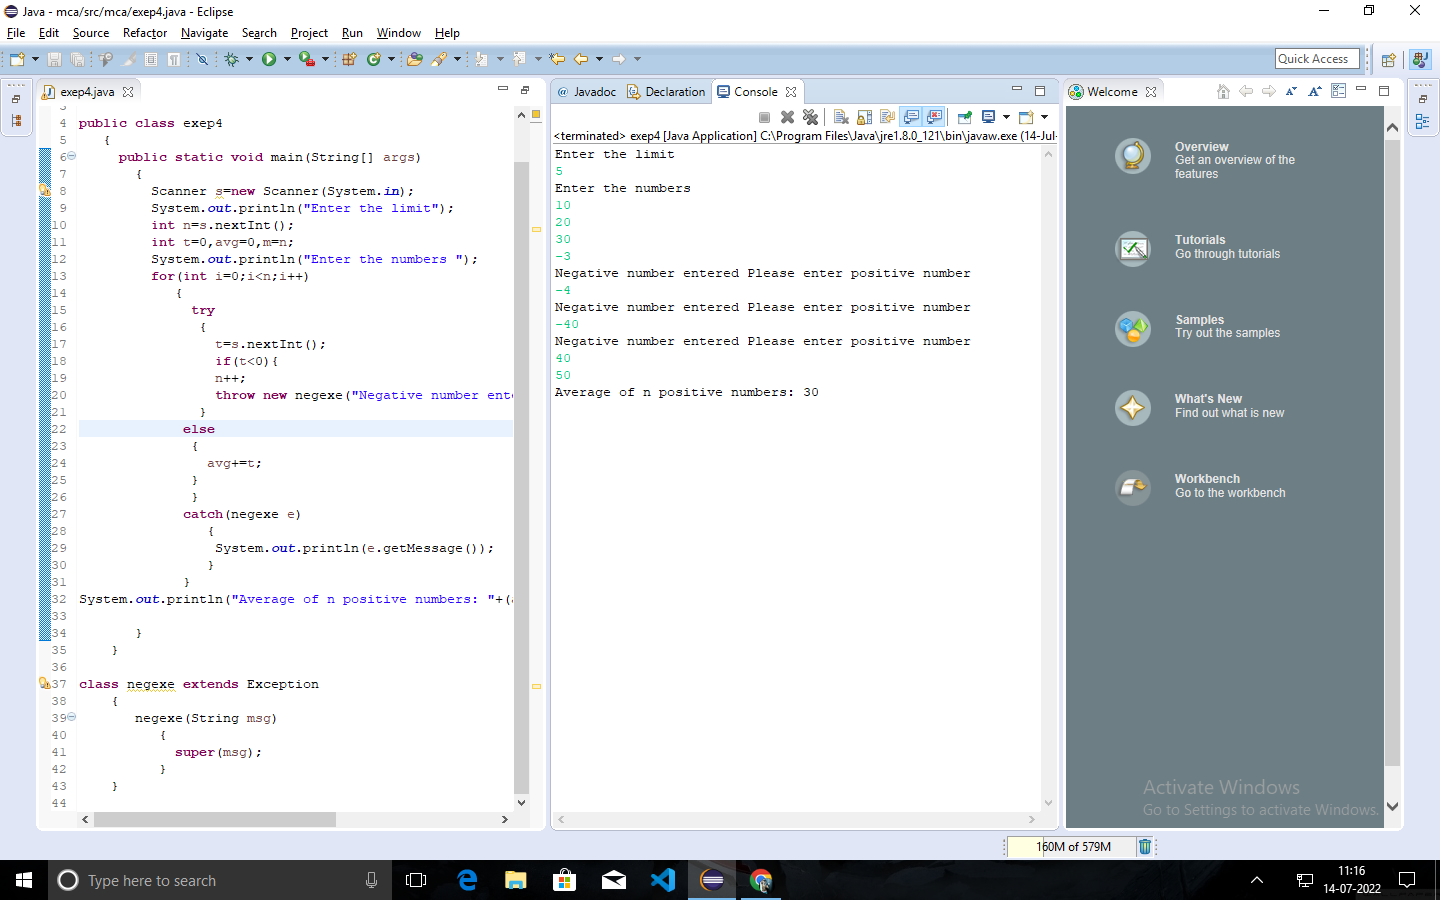 Java - mca/src/mca/exep4.java - Eclipse
File Edit Source Refactor Navigate Search Project Run Window Help
Quick Access
exep4.java
4 public class exep4
5 {
6 public static void main(String[] args)
7 {
8 Scanner s=new Scanner(System.in);
9 System.out.println("Enter the limit");
10 int n=s.nextInt();
11 int t=0,avg=0,m=n;
12 System.out.println("Enter the numbers ");
13 for(int i=0;i<n;i++)
14 {
15 try
16 {
17 t=s.nextInt();
18 if(t<0){
19 n++;
20 throw new negexe("Negative number ent
21 }
22 else
23 {
24 avg+=t;
25 }
26 }
27 catch(negexe e)
28 {
29 System.out.println(e.getMessage());
30 }
31 }
32 System.out.println("Average of n positive numbers: "+(
33
34 }
35 }
36
37 class negexe extends Exception
38 {
39 negexe(String msg)
40 {
41 super(msg);
42 }
43 }
44
@ Javadoc Declaration Console
<terminated> exep4 [Java Application] C:\Program Files\Java\jre1.8.0_121\bin\javaw.exe (14-Jul-
Enter the limit
5
Enter the numbers
10
20
30
-3
Negative number entered Please enter positive number
-4
Negative number entered Please enter positive number
-40
Negative number entered Please enter positive number
40
50
Average of n positive numbers: 30
Welcome
Overview
Get an overview of the
features
Tutorials
Go through tutorials
Samples
Try out the samples
What's New
Find out what is new
Workbench
Go to the workbench
Activate Windows
Go to Settings to activate Windows.
160M of 579M
Type here to search
11:16
14-07-2022